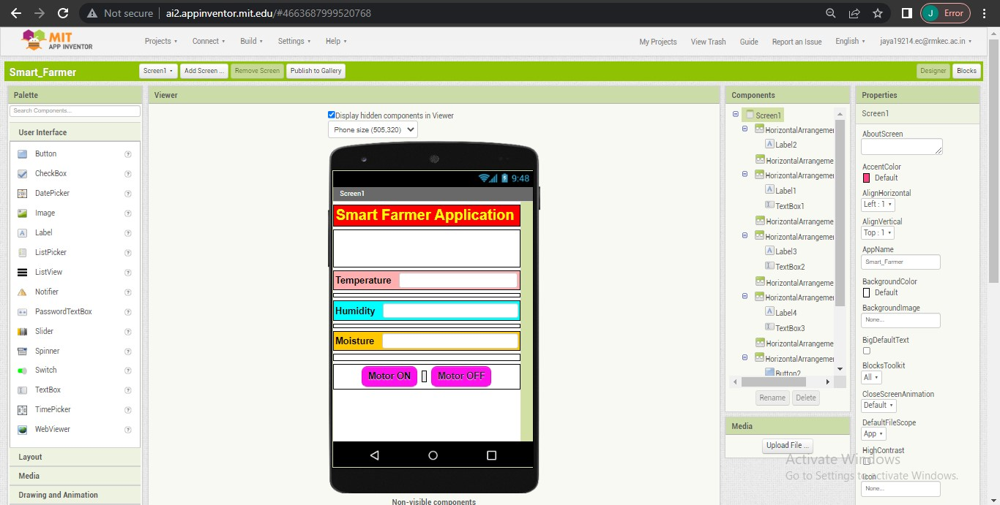 Not secure
ai2.appinventor.mit.edu/#4663687999520768
J
Error
MIT
APP INVENTOR
Projects
Connect
Build
Settings
Help
My Projects
View Trash
Guide
Report an Issue
English
jaya19214.ec@rmkec.ac.in
Smart_Farmer
Screen1
Add Screen ...
Remove Screen
Publish to Gallery
Designer
Blocks
Palette
Search Components...
User Interface
Button
CheckBox
DatePicker
Image
Label
ListPicker
ListView
Notifier
PasswordTextBox
Slider
Spinner
Switch
TextBox
TimePicker
WebViewer
Layout
Media
Drawing and Animation
Viewer
Display hidden components in Viewer
Phone size (505,320)
9:48
Screen1
Smart Farmer Application
Temperature
Humidity
Moisture
Motor ON
Motor OFF
Non-visible components
Components
Screen1
HorizontalArrangemer
Label2
HorizontalArrangeme
HorizontalArrangemer
Label1
TextBox1
HorizontalArrangeme
HorizontalArrangemer
Label3
TextBox2
HorizontalArrangeme
HorizontalArrangemer
Label4
TextBox3
HorizontalArrangeme
HorizontalArrangemer
Button2
Rename
Delete
Media
Upload File ...
Properties
Screen1
AboutScreen
AccentColor
Default
AlignHorizontal
Left : 1
AlignVertical
Top : 1
AppName
Smart_Farmer
BackgroundColor
Default
BackgroundImage
None...
BigDefaultText
BlocksToolkit
All
CloseScreenAnimation
Default
DefaultFileScope
App
HighContrast
Icon
None...
Activate Windows
Go to Settings to activate Windows.